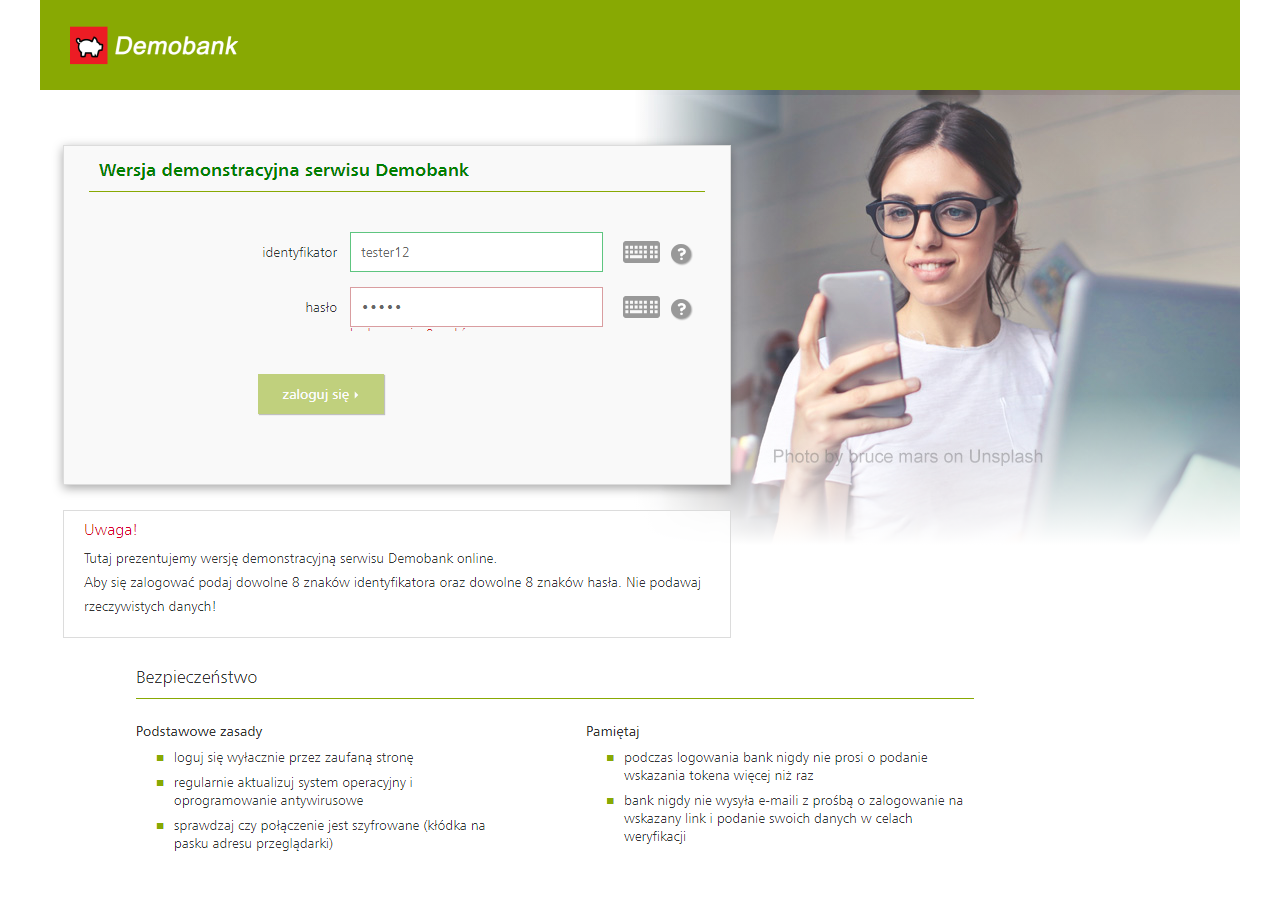 Demobank
Wersja demonstracyjna serwisu Demobank
identyfikator
tester12
?
hasło
•••••
?
zaloguj się
Photo by bruce mars on Unsplash
Uwaga!
Tutaj prezentujemy wersję demonstracyjną serwisu Demobank online.
Aby się zalogować podaj dowolne 8 znaków identyfikatora oraz dowolne 8 znaków hasła. Nie podawaj
rzeczywistych danych!
Bezpieczeństwo
Podstawowe zasady
loguj się wyłacznie przez zaufaną stronę
regularnie aktualizuj system operacyjny i
oprogramowanie antywirusowe
sprawdzaj czy połączenie jest szyfrowane (kłódka na
pasku adresu przeglądarki)
Pamiętaj
podczas logowania bank nigdy nie prosi o podanie
wskazania tokena więcej niż raz
bank nigdy nie wysyła e-maili z prośbą o zalogowanie na
wskazany link i podanie swoich danych w celach
weryfikacji